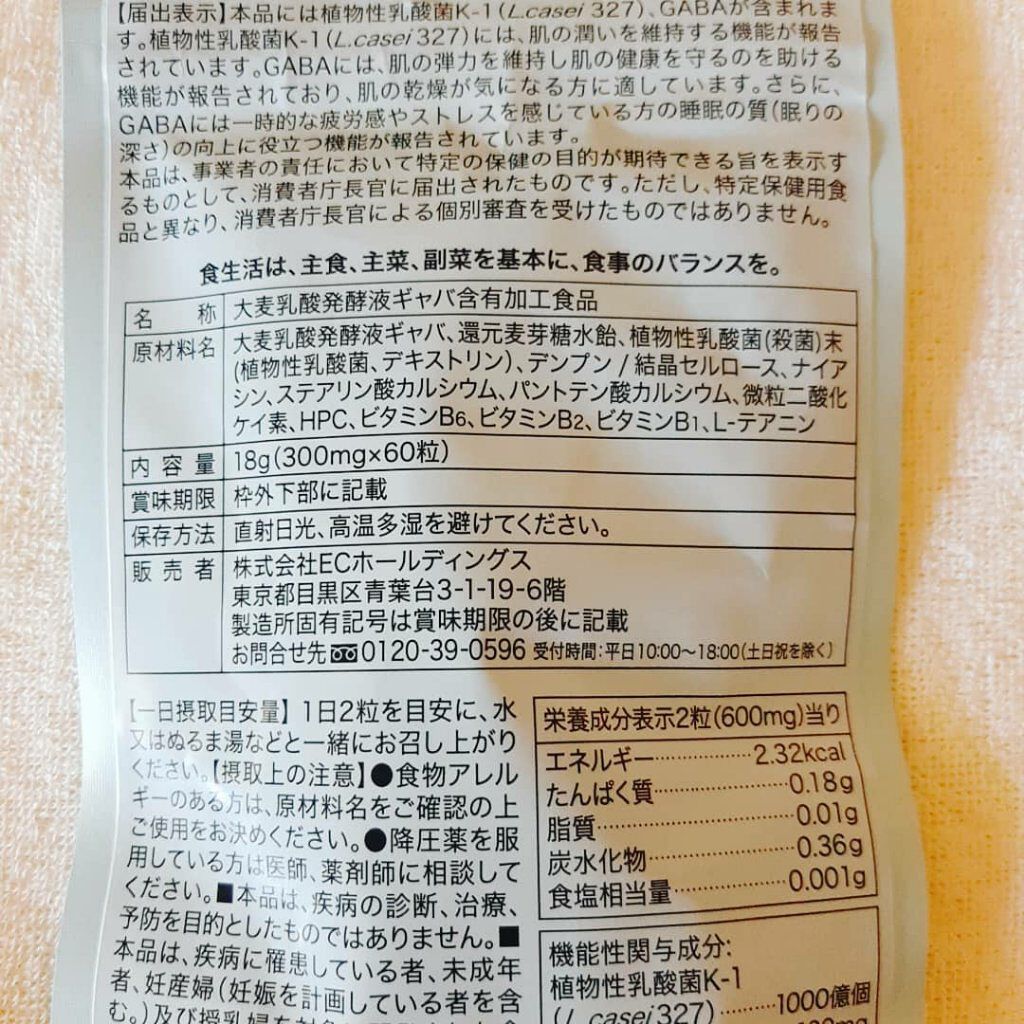 【届出表示】本品には植物性乳酸菌K-1(L.casei 327)、GABAが含まれま
す。植物性乳酸菌K-1(L.casei 327)には、肌の潤いを維持する機能が報告
されています。GABAには、肌の弾力を維持し肌の健康を守るのを助ける
機能が報告されており、肌の乾燥が気になる方に適しています。さらに、
GABAには一時的な疲労感やストレスを感じている方の睡眠の質(眠りの
深さ)の向上に役立つ機能が報告されています。
本品は、事業者の責任において特定の保健の目的が期待できる旨を表示す
るものとして、消費者庁長官に届出されたものです。ただし、特定保健用食
品と異なり、消費者庁長官による個別審査を受けたものではありません。
食生活は、主食、主菜、副菜を基本に、食事のバランスを。
名称 大麦乳酸発酵液ギャバ含有加工食品
原材料名 大麦乳酸発酵液ギャバ、還元麦芽糖水飴、植物性乳酸菌(殺菌)末
(植物性乳酸菌、デキストリン)、デンプン / 結晶セルロース、ナイア
シン、ステアリン酸カルシウム、パントテン酸カルシウム、微粒二酸化
ケイ素、HPC、ビタミンB6、ビタミンB2、ビタミンB1、L-テアニン
内容量 18g(300mg×60粒)
賞味期限 枠外下部に記載
保存方法 直射日光、高温多湿を避けてください。
販売者 株式会社ECホールディングス
東京都目黒区青葉台3-1-19-6階
製造所固有記号は賞味期限の後に記載
お問合せ先 0120-39-0596 受付時間:平日10:00〜18:00(土日祝を除く)
【一日摂取目安量】1日2粒を目安に、水
又はぬるま湯などと一緒にお召し上がり
ください。【摂取上の注意】●食物アレル
ギーのある方は、原材料名をご確認の上
ご使用をお決めください。●降圧薬を服
用している方は医師、薬剤師に相談して
ください。■本品は、疾病の診断、治療、
予防を目的としたものではありません。■
本品は、疾病に罹患している者、未成年
者、妊産婦(妊娠を計画している者を含
む。)及び授乳婦を対象に
栄養成分表示2粒(600mg)当り
エネルギー……………2.32kcal
たんぱく質………………0.18g
脂質………………………0.01g
炭水化物…………………0.36g
食塩相当量……………0.001g
機能性関与成分:
植物性乳酸菌K-1
(L.casei 327)………1000億個